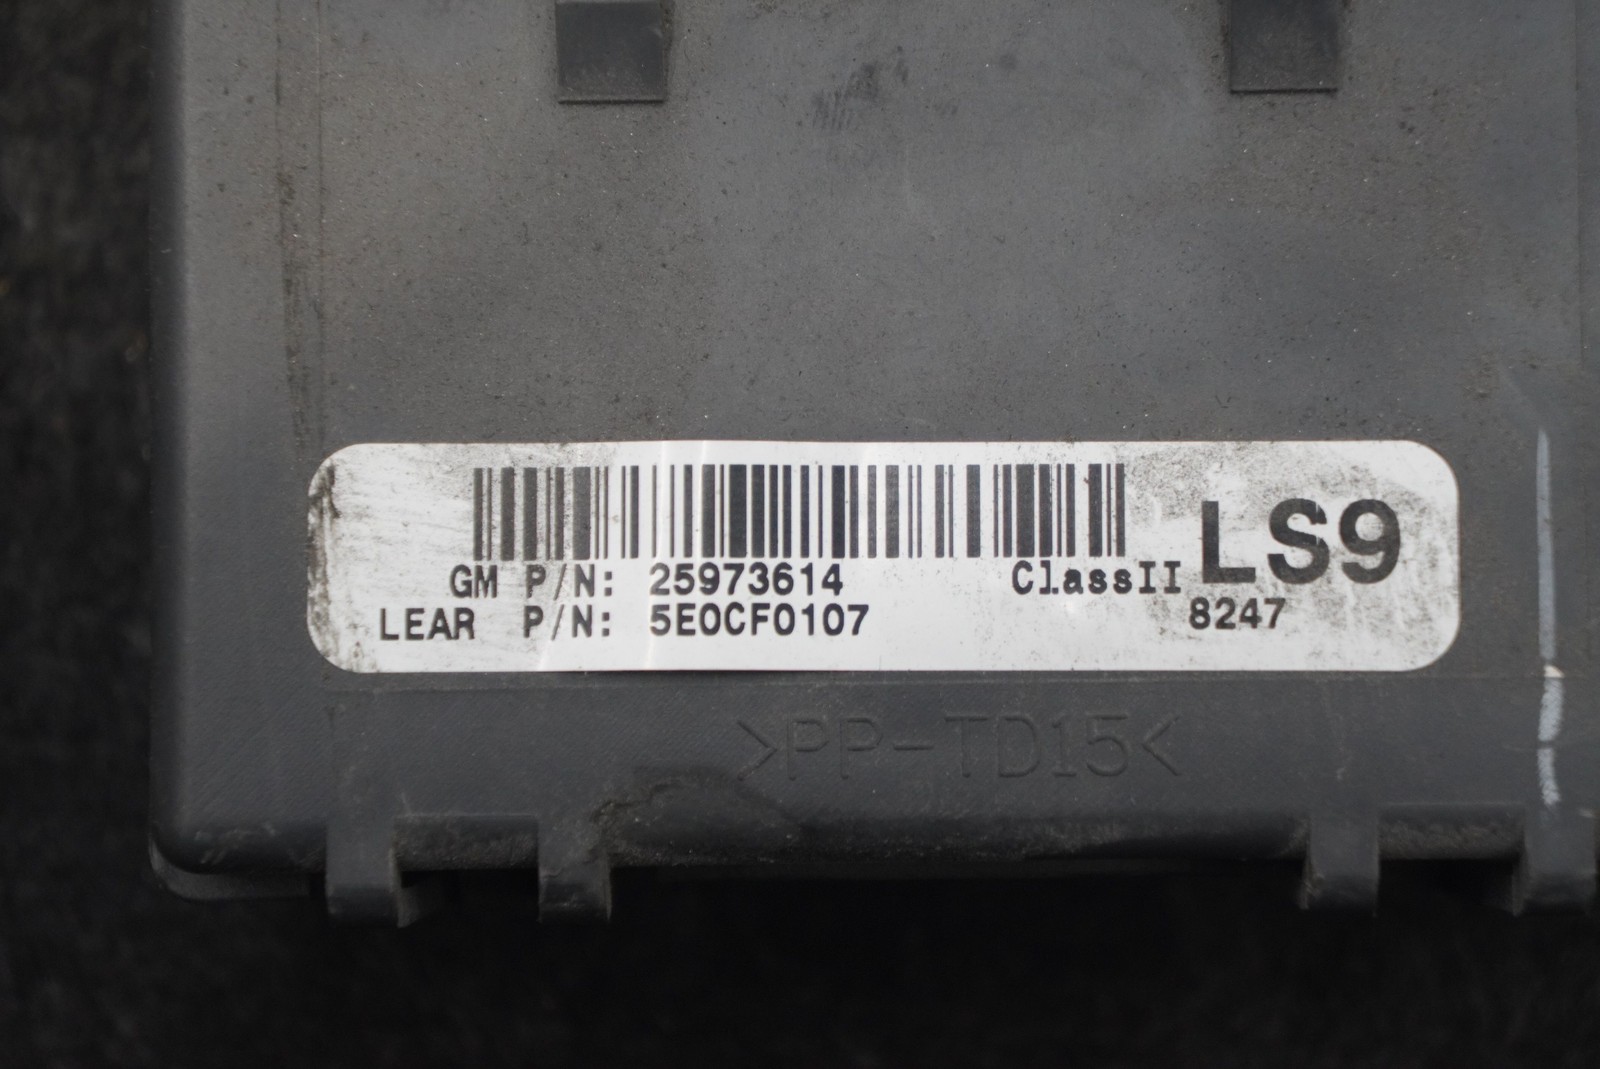 GM P/N: 25973614 ClassII LS9
LEAR P/N: 5E0CF0107 8247
>PP-TD15<